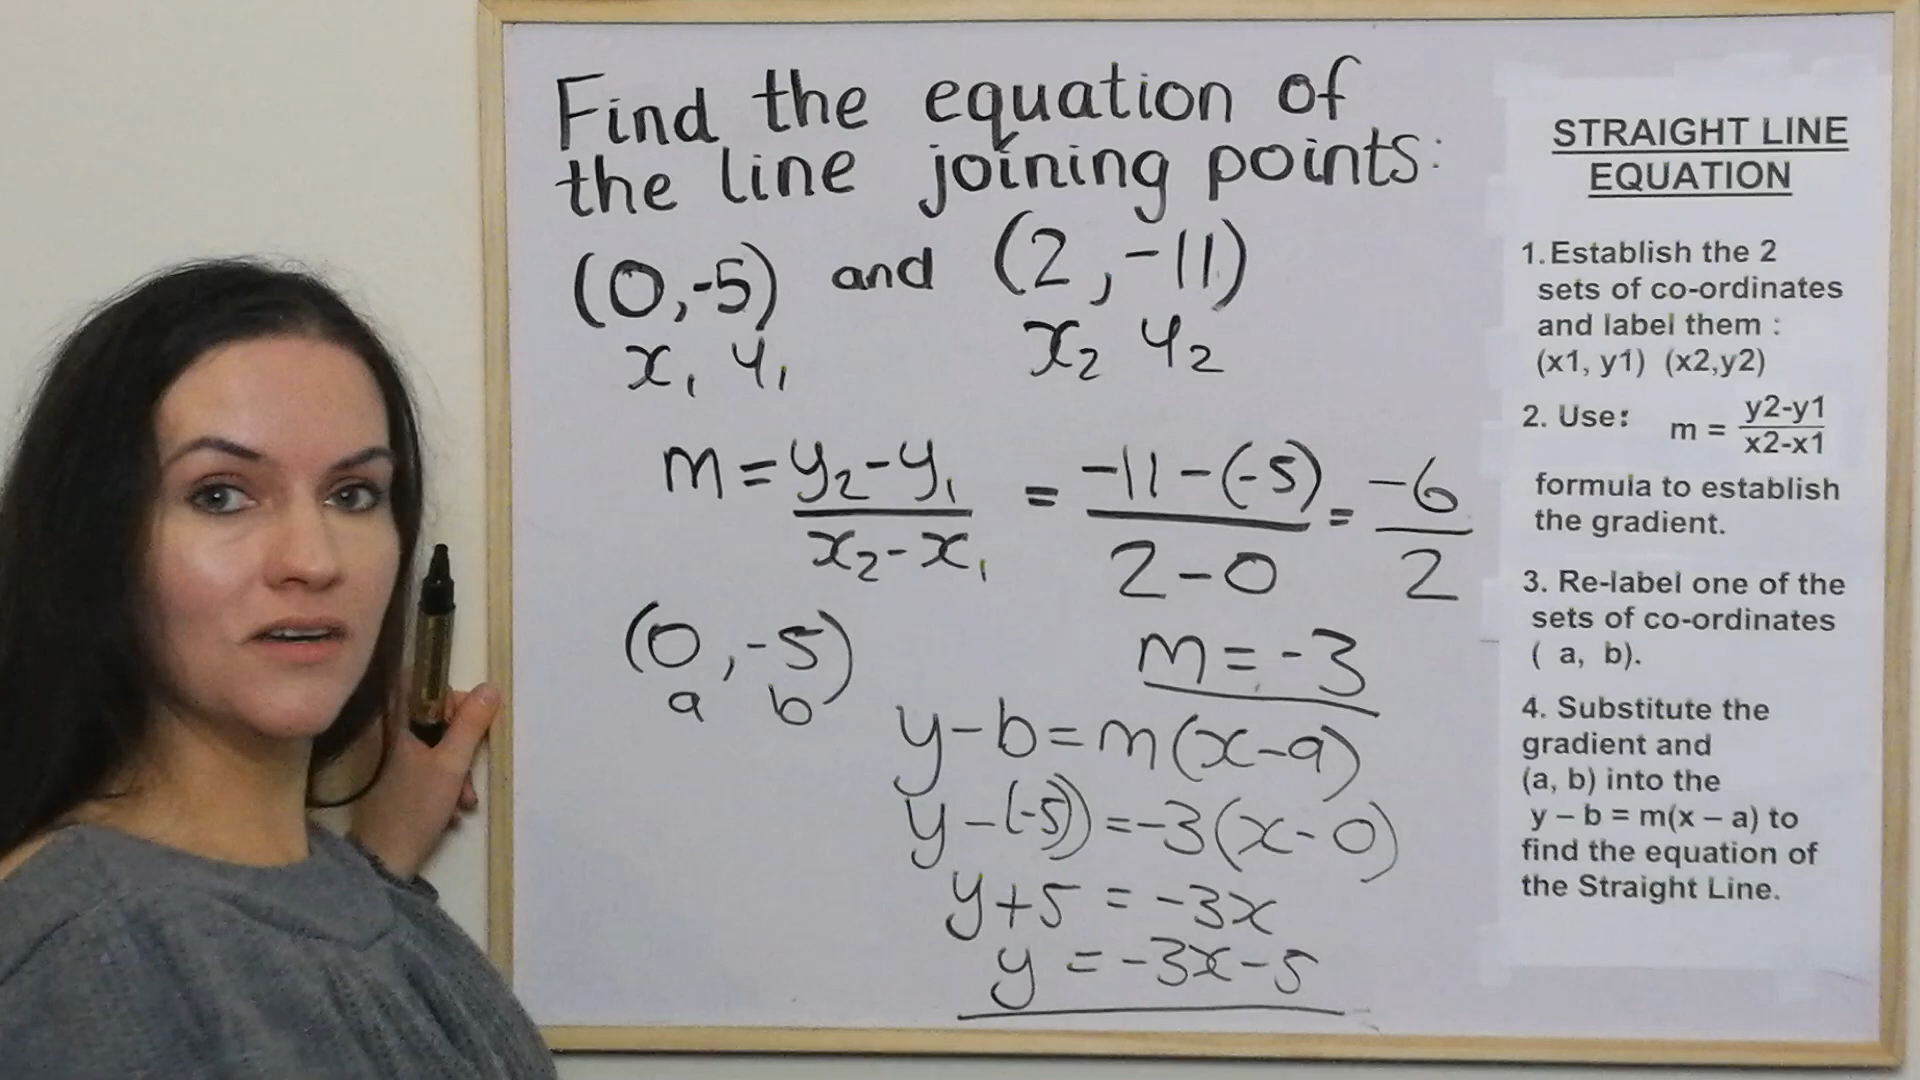 Find the equation of
the line joining points:
(0,-5) and (2,-11)
x₁ y₁ x₂ y₂
m = y₂-y₁ / x₂-x₁ = -11-(-5) / 2-0 = -6 / 2
m = -3
(0,-5)
a b
y-b=m(x-a)
y-(-5)=-3(x-0)
y+5 = -3x
y = -3x-5
STRAIGHT LINE
EQUATION
1. Establish the 2
sets of co-ordinates
and label them :
(x1, y1) (x2,y2)
2. Use: m = y2-y1 / x2-x1
formula to establish
the gradient.
3. Re-label one of the
sets of co-ordinates
( a, b).
4. Substitute the
gradient and
(a, b) into the
y – b = m(x – a) to
find the equation of
the Straight Line.